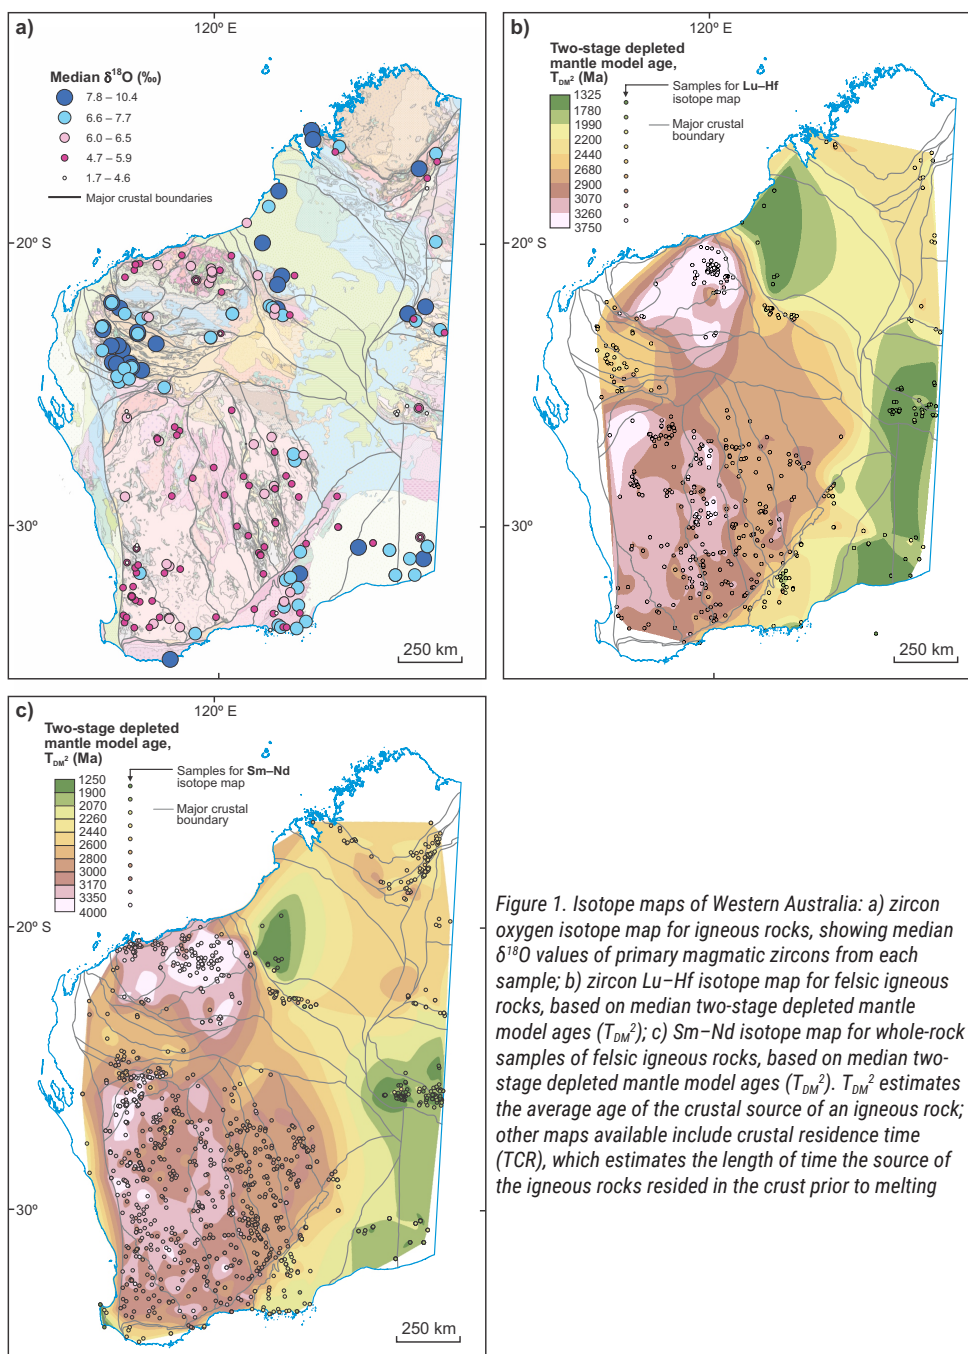 a)
120° E
Median δ¹⁸O (‰)
7.8 – 10.4
6.6 – 7.7
6.0 – 6.5
4.7 – 5.9
1.7 – 4.6
Major crustal boundaries
20° S
30°
250 km
b)
120° E
Two-stage depleted
mantle model age,
T_DM² (Ma)
Samples for Lu–Hf
isotope map
Major crustal
boundary
1325
1780
1990
2200
2440
2680
2900
3070
3260
3750
20° S
30°
250 km
c)
120° E
Two-stage depleted
mantle model age,
T_DM² (Ma)
Samples for Sm–Nd
isotope map
Major crustal
boundary
1250
1900
2070
2260
2440
2600
2800
3000
3170
3350
4000
20° S
30°
250 km
Figure 1. Isotope maps of Western Australia: a) zircon
oxygen isotope map for igneous rocks, showing median
δ¹⁸O values of primary magmatic zircons from each
sample; b) zircon Lu–Hf isotope map for felsic igneous
rocks, based on median two-stage depleted mantle
model ages (T_DM²); c) Sm–Nd isotope map for whole-rock
samples of felsic igneous rocks, based on median two-
stage depleted mantle model ages (T_DM²). T_DM² estimates
the average age of the crustal source of an igneous rock;
other maps available include crustal residence time
(TCR), which estimates the length of time the source of
the igneous rocks resided in the crust prior to melting